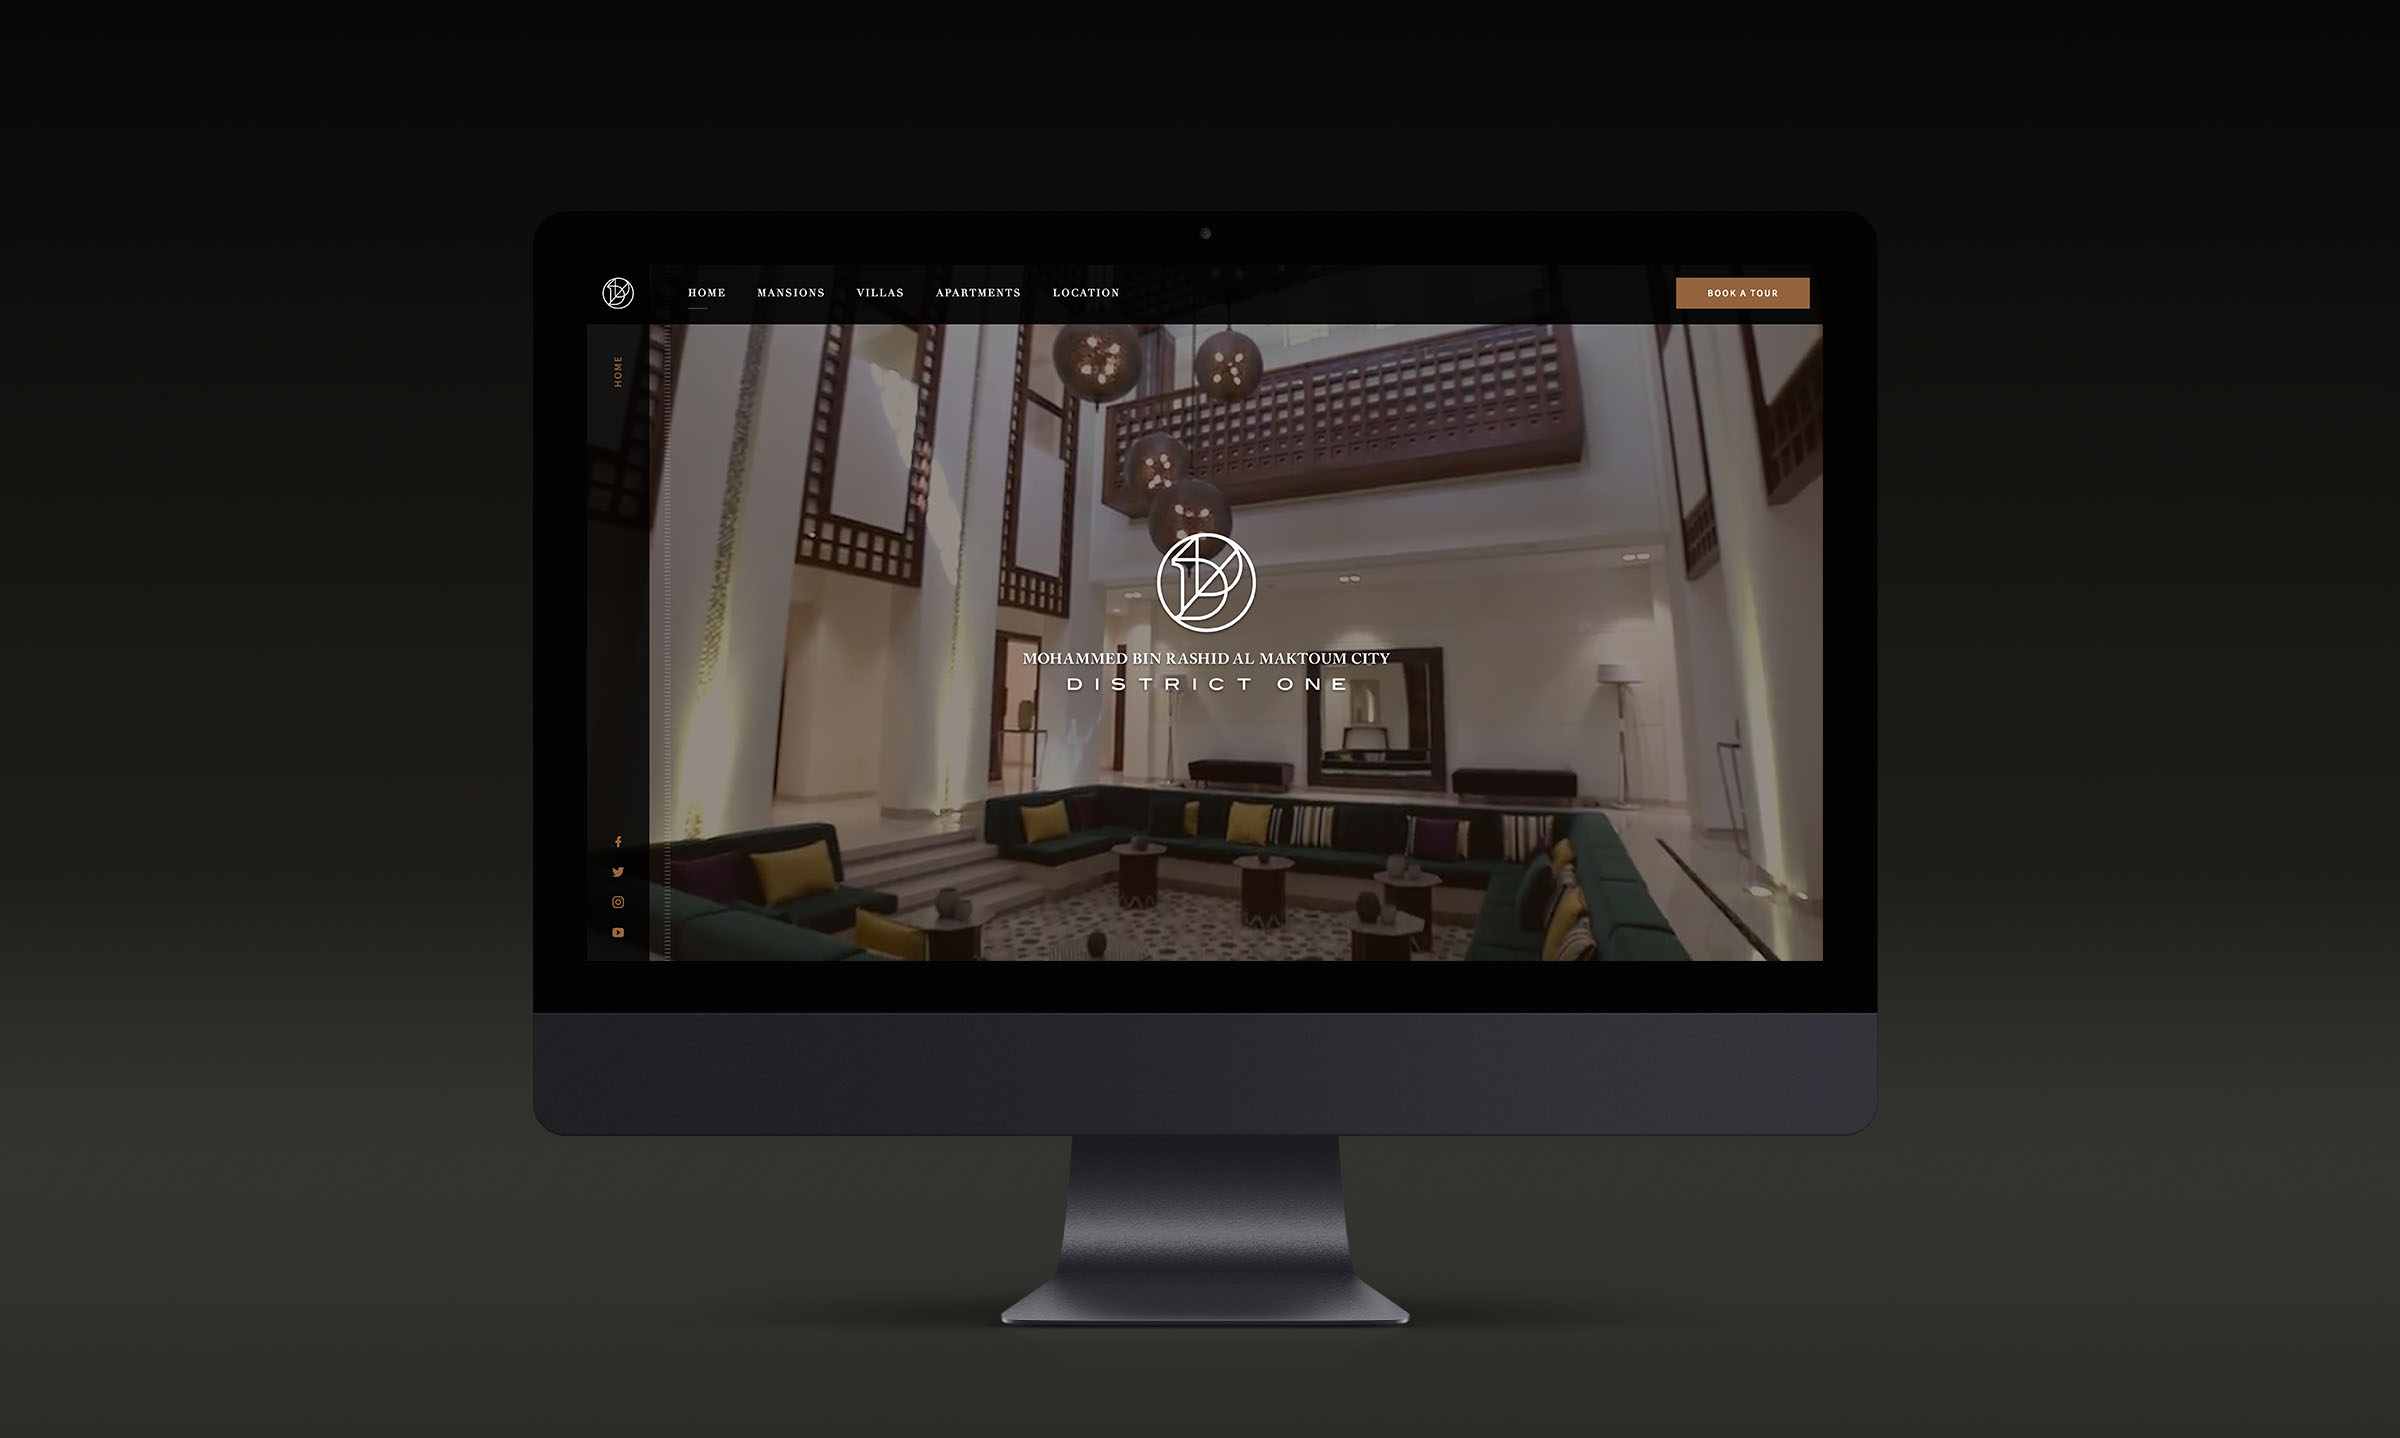 HOME MANSIONS VILLAS APARTMENTS LOCATION BOOK A TOUR
HOME
MOHAMMED BIN RASHID AL MAKTOUM CITY
DISTRICT ONE